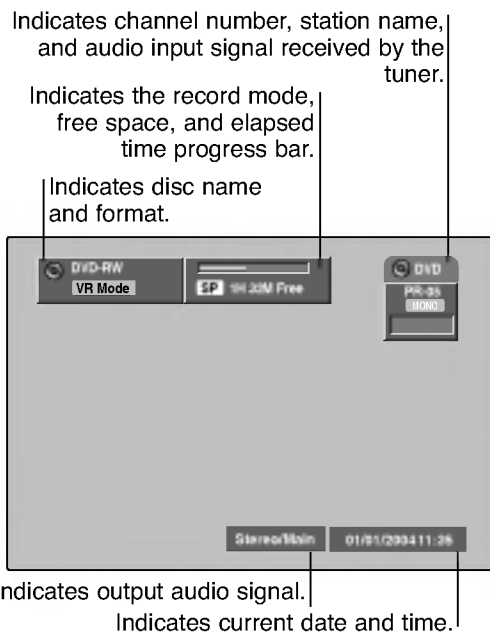 Indicates channel number, station name,
and audio input signal received by the
tuner.
Indicates the record mode,
free space, and elapsed
time progress bar.
Indicates disc name
and format.
DVD-RW
VR Mode
SP 1H 33M Free
DVD
PR-05
MONO
Stereo/Main
01/01/2004 11:35
ndicates output audio signal.
Indicates current date and time.